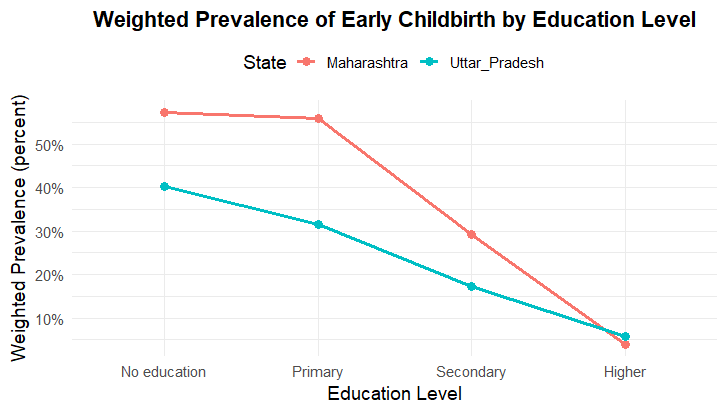 Weighted Prevalence of Early Childbirth by Education Level
State Maharashtra Uttar_Pradesh
Weighted Prevalence (percent)
50%
40%
30%
20%
10%
No education Primary Secondary Higher
Education Level